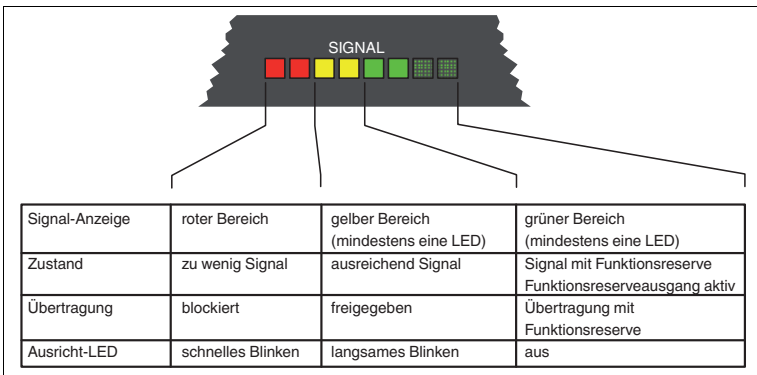 SIGNAL
Signal-Anzeige roter Bereich gelber Bereich grüner Bereich
(mindestens eine LED) (mindestens eine LED)
Zustand zu wenig Signal ausreichend Signal Signal mit Funktionsreserve
Funktionsreserveausgang aktiv
Übertragung blockiert freigegeben Übertragung mit
Funktionsreserve
Ausricht-LED schnelles Blinken langsames Blinken aus